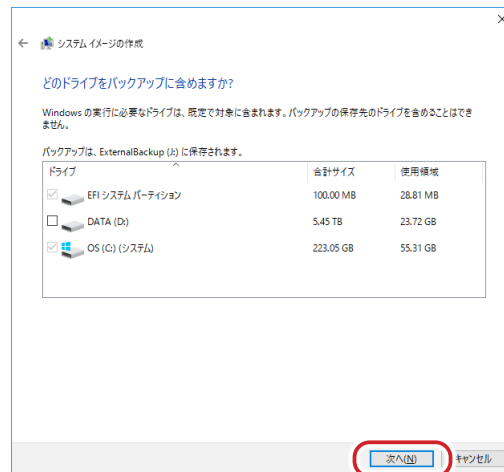 システム イメージの作成
どのドライブをバックアップに含めますか?
Windows の実行に必要なドライブは、既定で対象に含まれます。バックアップの保存先のドライブを含めることはでき
ません。
バックアップは、ExternalBackup (J:) に保存されます。
ドライブ 合計サイズ 使用領域
EFI システム パーティション 100.00 MB 28.81 MB
DATA (D:) 5.45 TB 23.72 GB
OS (C:) (システム) 223.05 GB 55.31 GB
次へ(N) キャンセル